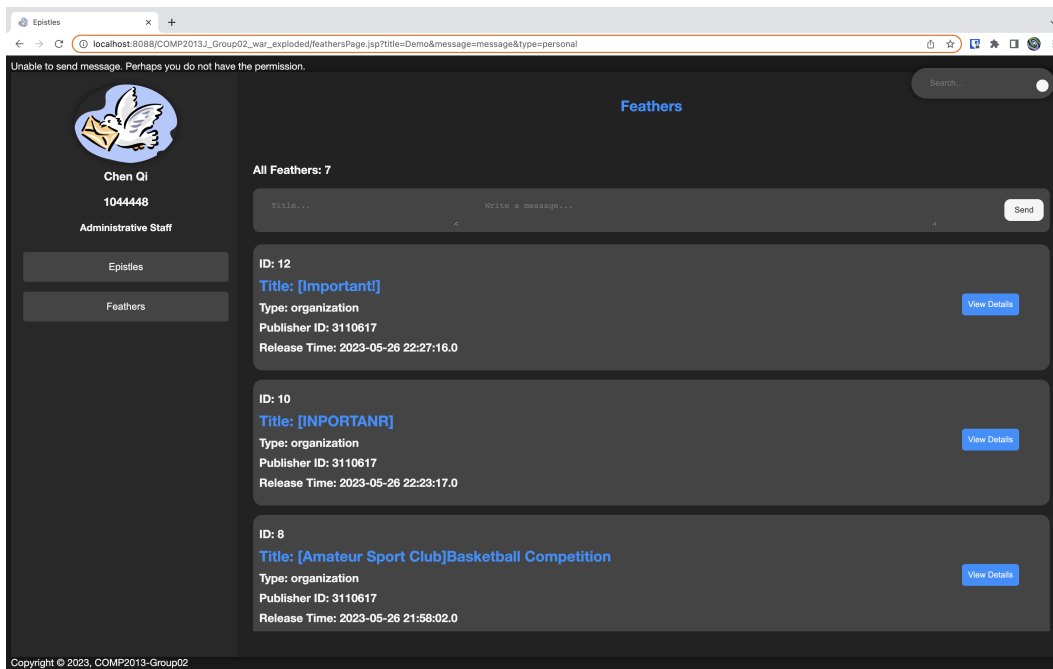 Epistles
localhost:8088/COMP2013J_Group02_war_exploded/feathersPage.jsp?title=Demo&message=message&type=personal
Unable to send message. Perhaps you do not have the permission.
Search...
Chen Qi
1044448
Administrative Staff
Epistles
Feathers
Feathers
All Feathers: 7
Title...
Write a message...
Send
ID: 12
Title: [Important!]
Type: organization
Publisher ID: 3110617
Release Time: 2023-05-26 22:27:16.0
View Details
ID: 10
Title: [INPORTANR]
Type: organization
Publisher ID: 3110617
Release Time: 2023-05-26 22:23:17.0
View Details
ID: 8
Title: [Amateur Sport Club]Basketball Competition
Type: organization
Publisher ID: 3110617
Release Time: 2023-05-26 21:58:02.0
View Details
Copyright © 2023, COMP2013-Group02